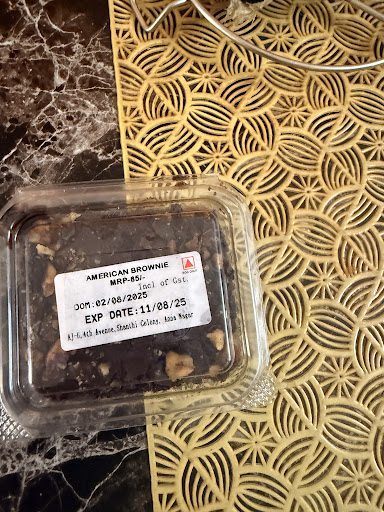 AMERICAN BROWNIE
MRP-85/-
Incl of Gst.
DOM:02/08/2025
EXP DATE:11/08/25
AJ-6,4th Avenue,Shanthi Colony, Anna Nagar